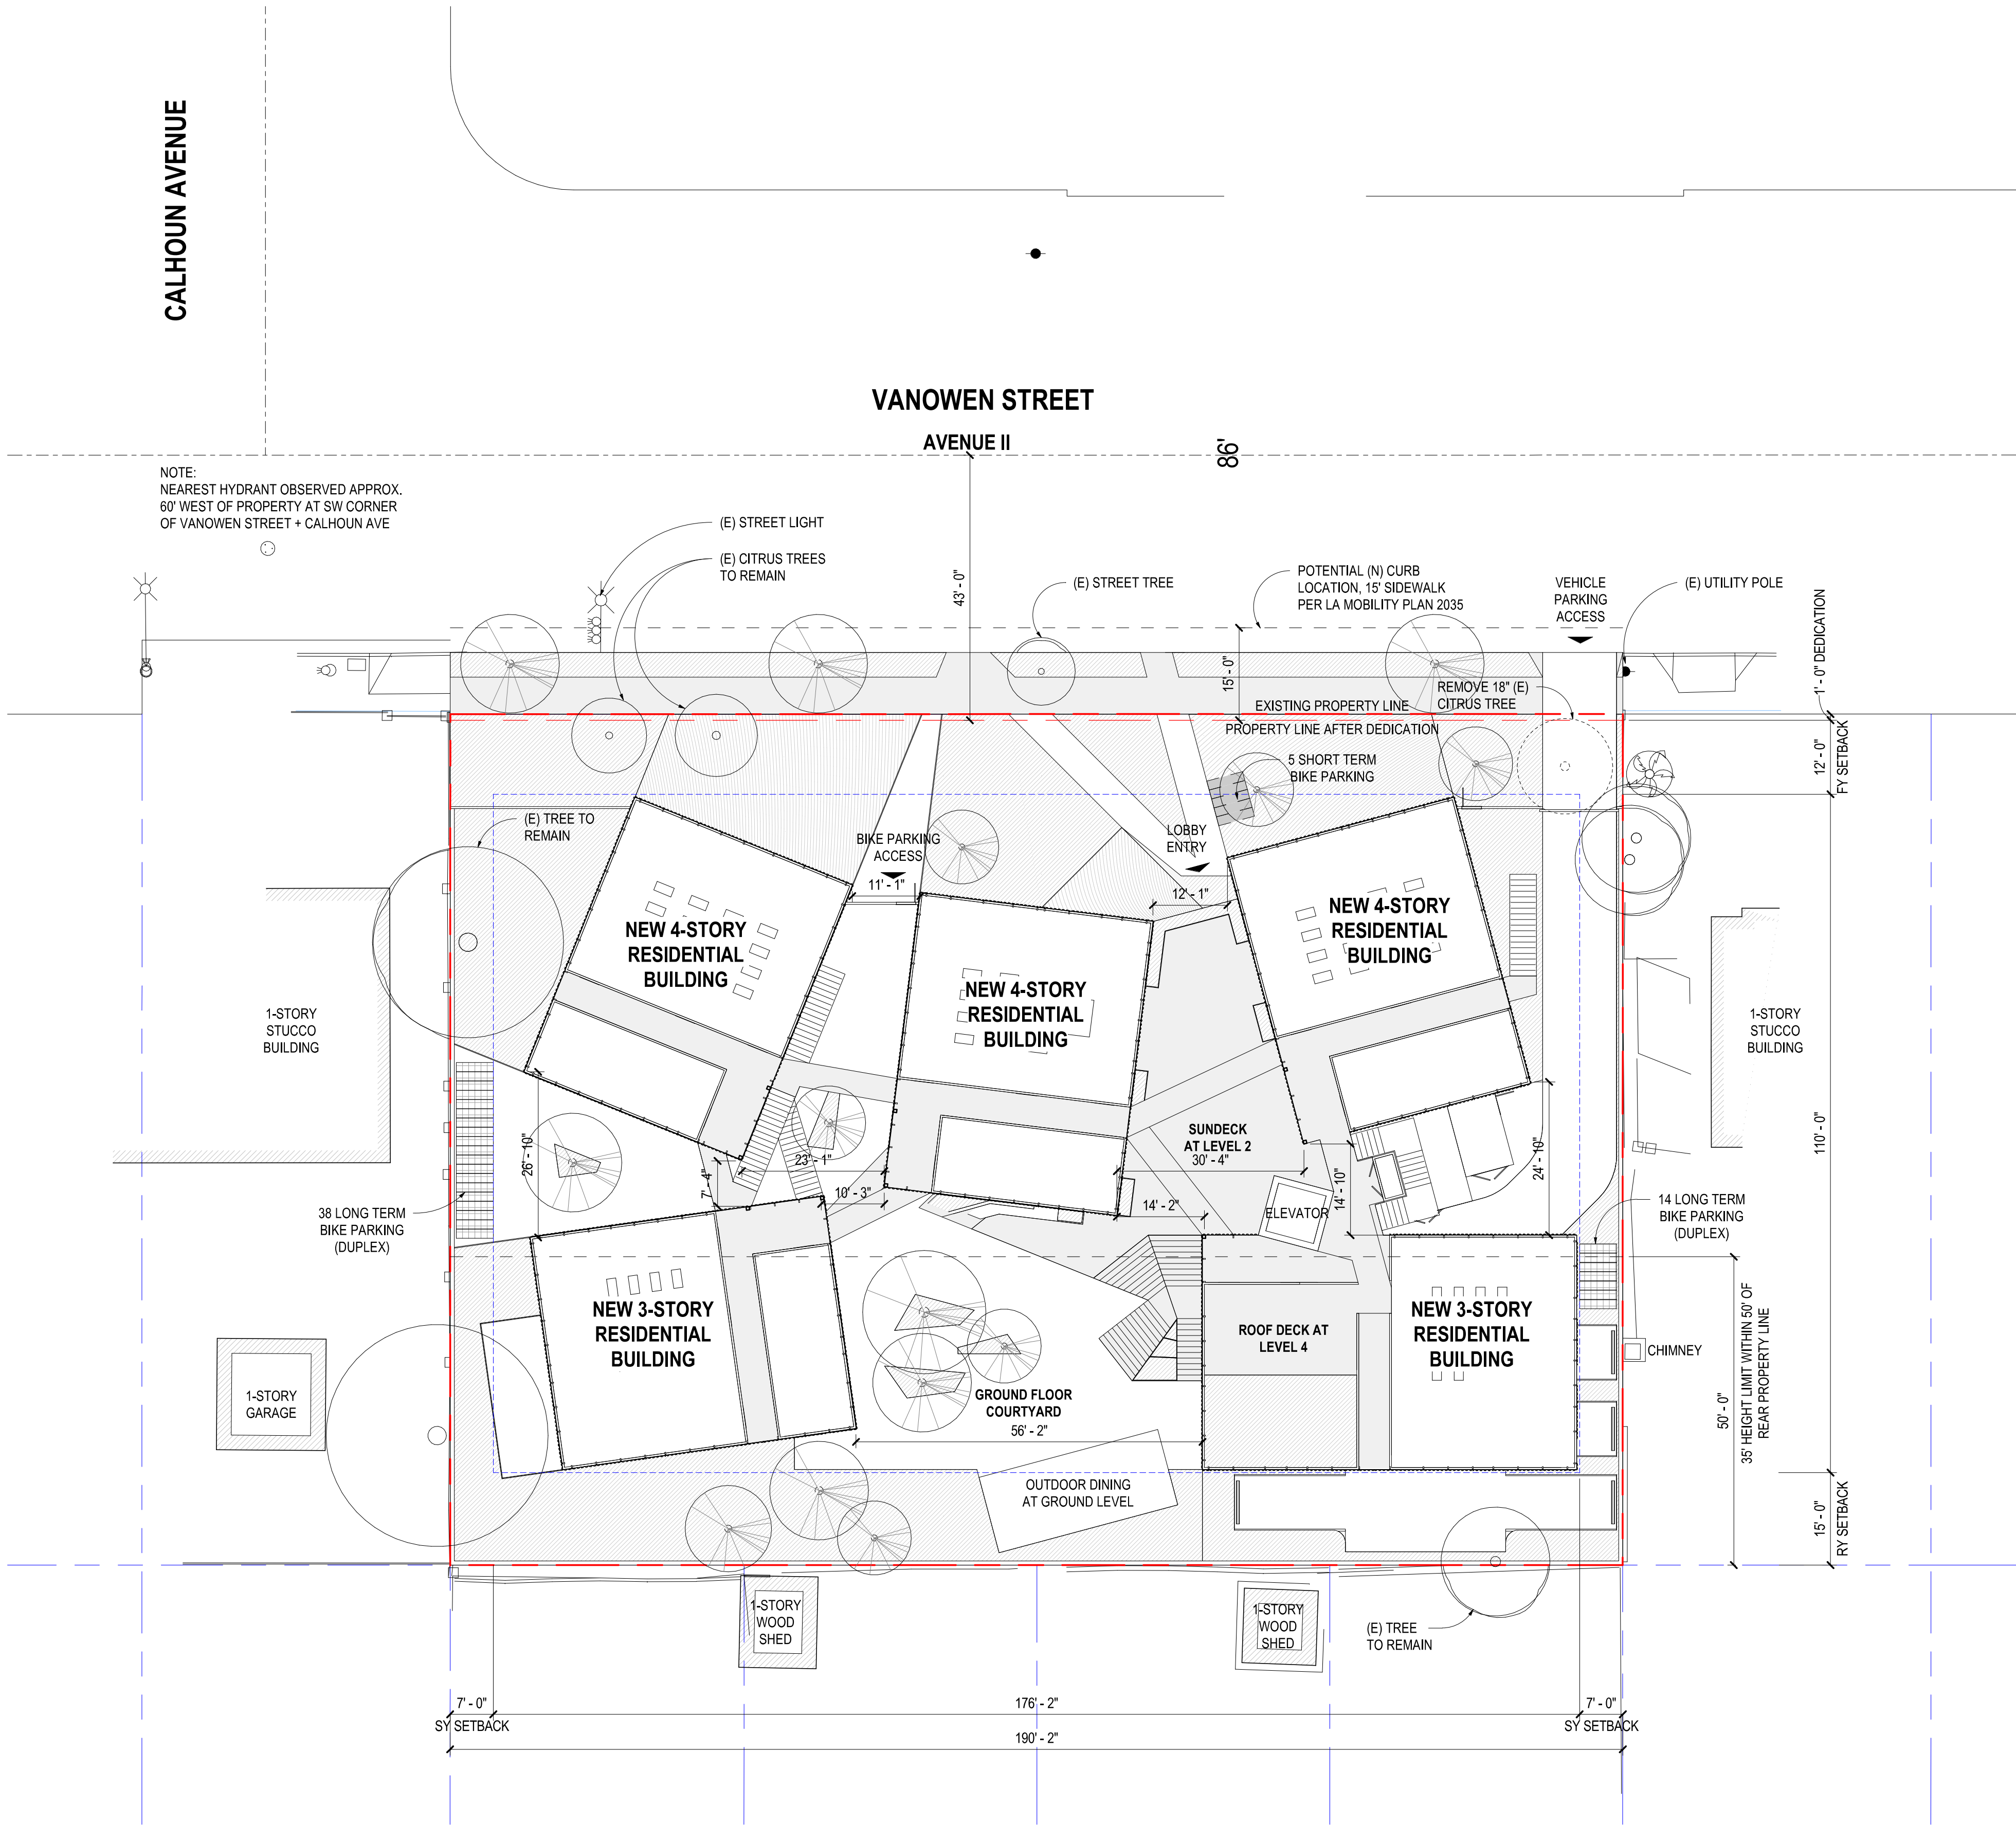 CALHOUN AVENUE
VANOWEN STREET
AVENUE II
86'
NOTE:
NEAREST HYDRANT OBSERVED APPROX.
60' WEST OF PROPERTY AT SW CORNER
OF VANOWEN STREET + CALHOUN AVE
(E) STREET LIGHT
(E) CITRUS TREES
TO REMAIN
43' - 0"
(E) STREET TREE
POTENTIAL (N) CURB
LOCATION, 15' SIDEWALK
PER LA MOBILITY PLAN 2035
VEHICLE
PARKING
ACCESS
(E) UTILITY POLE
1' - 0" DEDICATION
15' - 0"
REMOVE 18" (E)
CITRUS TREE
EXISTING PROPERTY LINE
PROPERTY LINE AFTER DEDICATION
12' - 0"
FY SETBACK
5 SHORT TERM
BIKE PARKING
(E) TREE TO
REMAIN
BIKE PARKING
ACCESS
11' - 1"
LOBBY
ENTRY
12' - 1"
NEW 4-STORY
RESIDENTIAL
BUILDING
NEW 4-STORY
RESIDENTIAL
BUILDING
NEW 4-STORY
RESIDENTIAL
BUILDING
1-STORY
STUCCO
BUILDING
1-STORY
STUCCO
BUILDING
110' - 0"
SUNDECK
AT LEVEL 2
30' - 4"
26' - 10"
23' - 1"
7' - 4"
10' - 3"
14' - 2"
14' - 10"
24' - 10"
ELEVATOR
38 LONG TERM
BIKE PARKING
(DUPLEX)
14 LONG TERM
BIKE PARKING
(DUPLEX)
NEW 3-STORY
RESIDENTIAL
BUILDING
ROOF DECK AT
LEVEL 4
NEW 3-STORY
RESIDENTIAL
BUILDING
CHIMNEY
50' - 0"
35' HEIGHT LIMIT WITHIN 50' OF
REAR PROPERTY LINE
1-STORY
GARAGE
GROUND FLOOR
COURTYARD
56' - 2"
OUTDOOR DINING
AT GROUND LEVEL
15' - 0"
RY SETBACK
1-STORY
WOOD
SHED
1-STORY
WOOD
SHED
(E) TREE
TO REMAIN
7' - 0"
SY SETBACK
176' - 2"
7' - 0"
SY SETBACK
190' - 2"